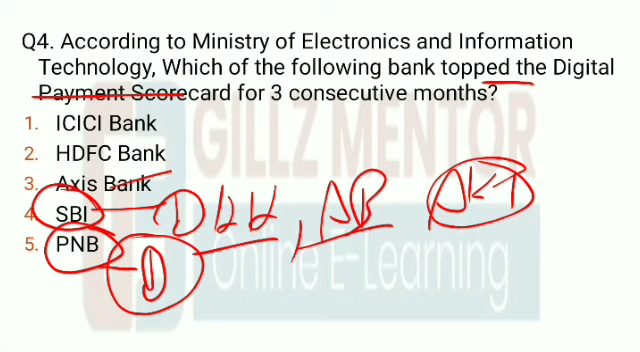 Q4. According to Ministry of Electronics and Information
Technology, Which of the following bank topped the Digital
Payment Scorecard for 3 consecutive months?
1. ICICI Bank
2. HDFC Bank
3. Axis Bank
4. SBI
5. PNB
GILLZ MENTOR
Online E-Learning